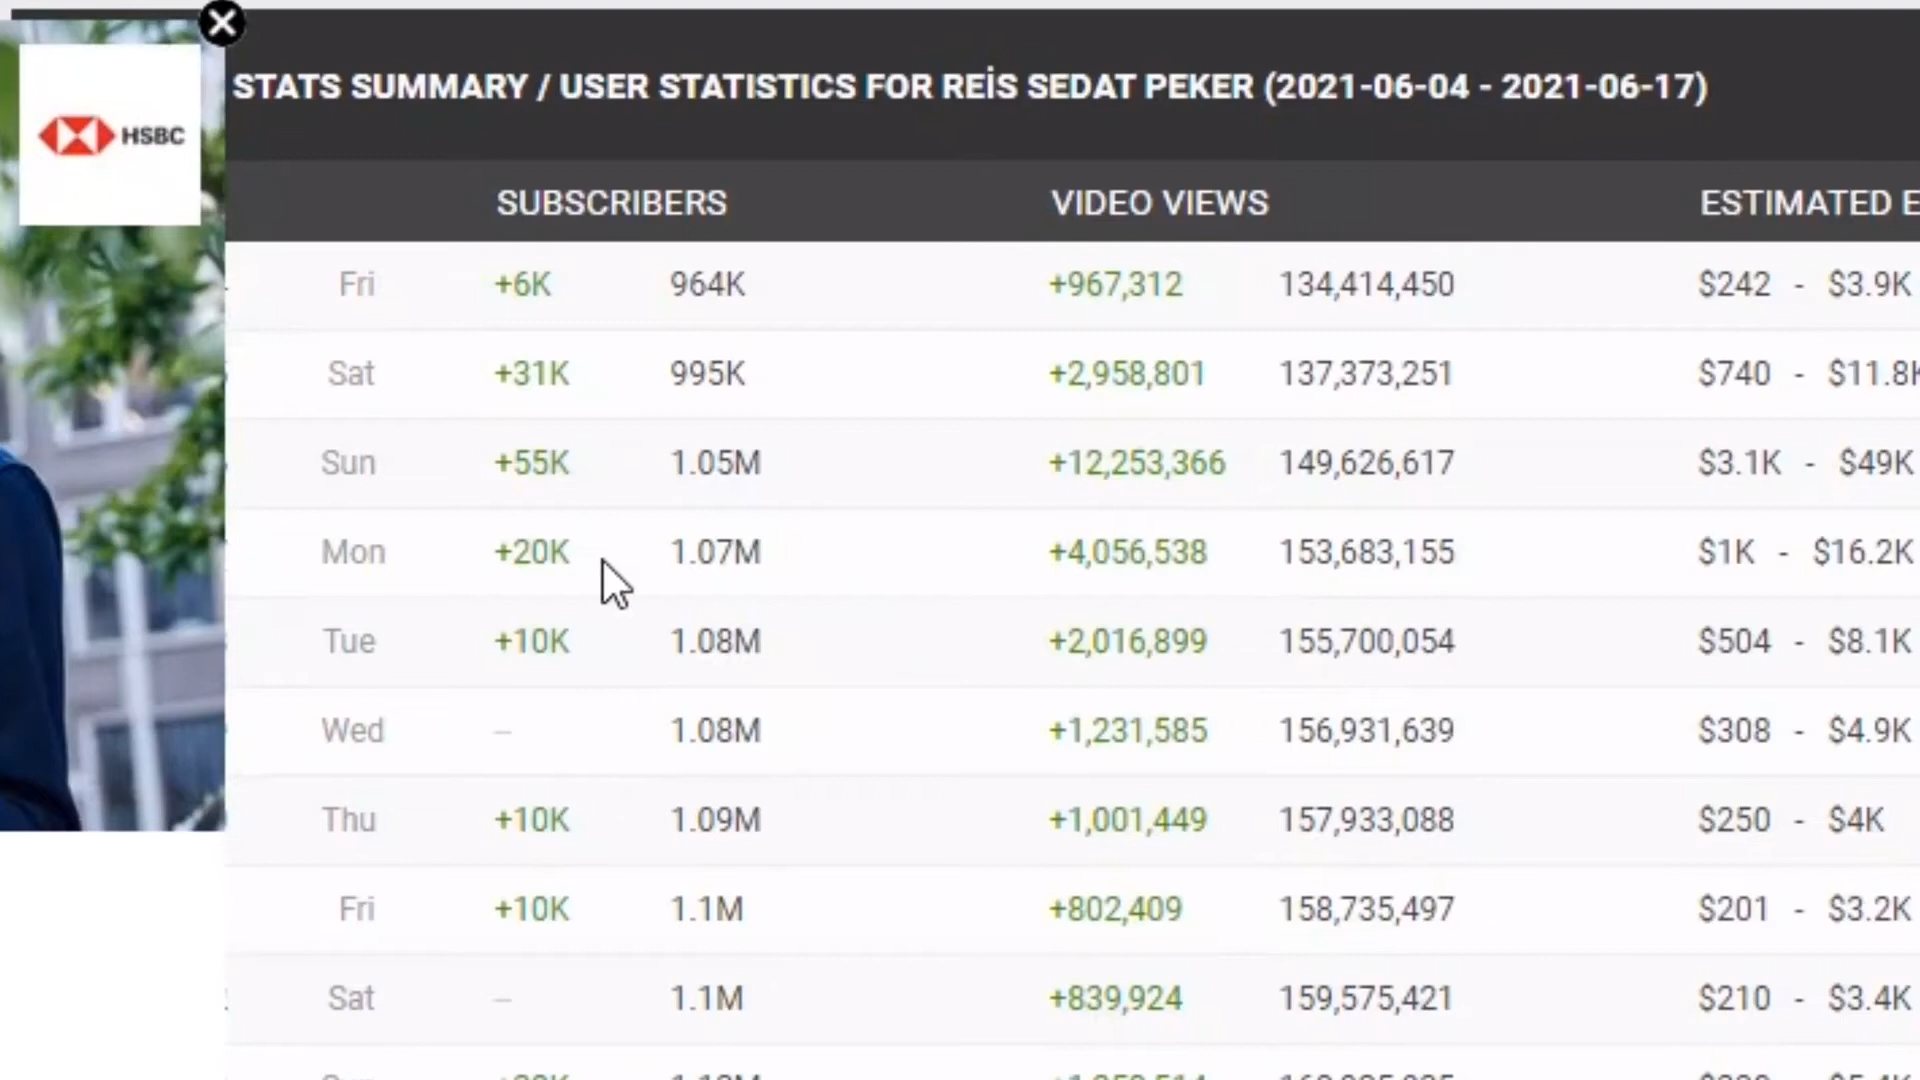 HSBC
STATS SUMMARY / USER STATISTICS FOR REİS SEDAT PEKER (2021-06-04 - 2021-06-17)
SUBSCRIBERS VIDEO VIEWS ESTIMATED E
Fri +6K 964K +967,312 134,414,450 $242 - $3.9K
Sat +31K 995K +2,958,801 137,373,251 $740 - $11.8K
Sun +55K 1.05M +12,253,366 149,626,617 $3.1K - $49K
Mon +20K 1.07M +4,056,538 153,683,155 $1K - $16.2K
Tue +10K 1.08M +2,016,899 155,700,054 $504 - $8.1K
Wed – 1.08M +1,231,585 156,931,639 $308 - $4.9K
Thu +10K 1.09M +1,001,449 157,933,088 $250 - $4K
Fri +10K 1.1M +802,409 158,735,497 $201 - $3.2K
Sat – 1.1M +839,924 159,575,421 $210 - $3.4K